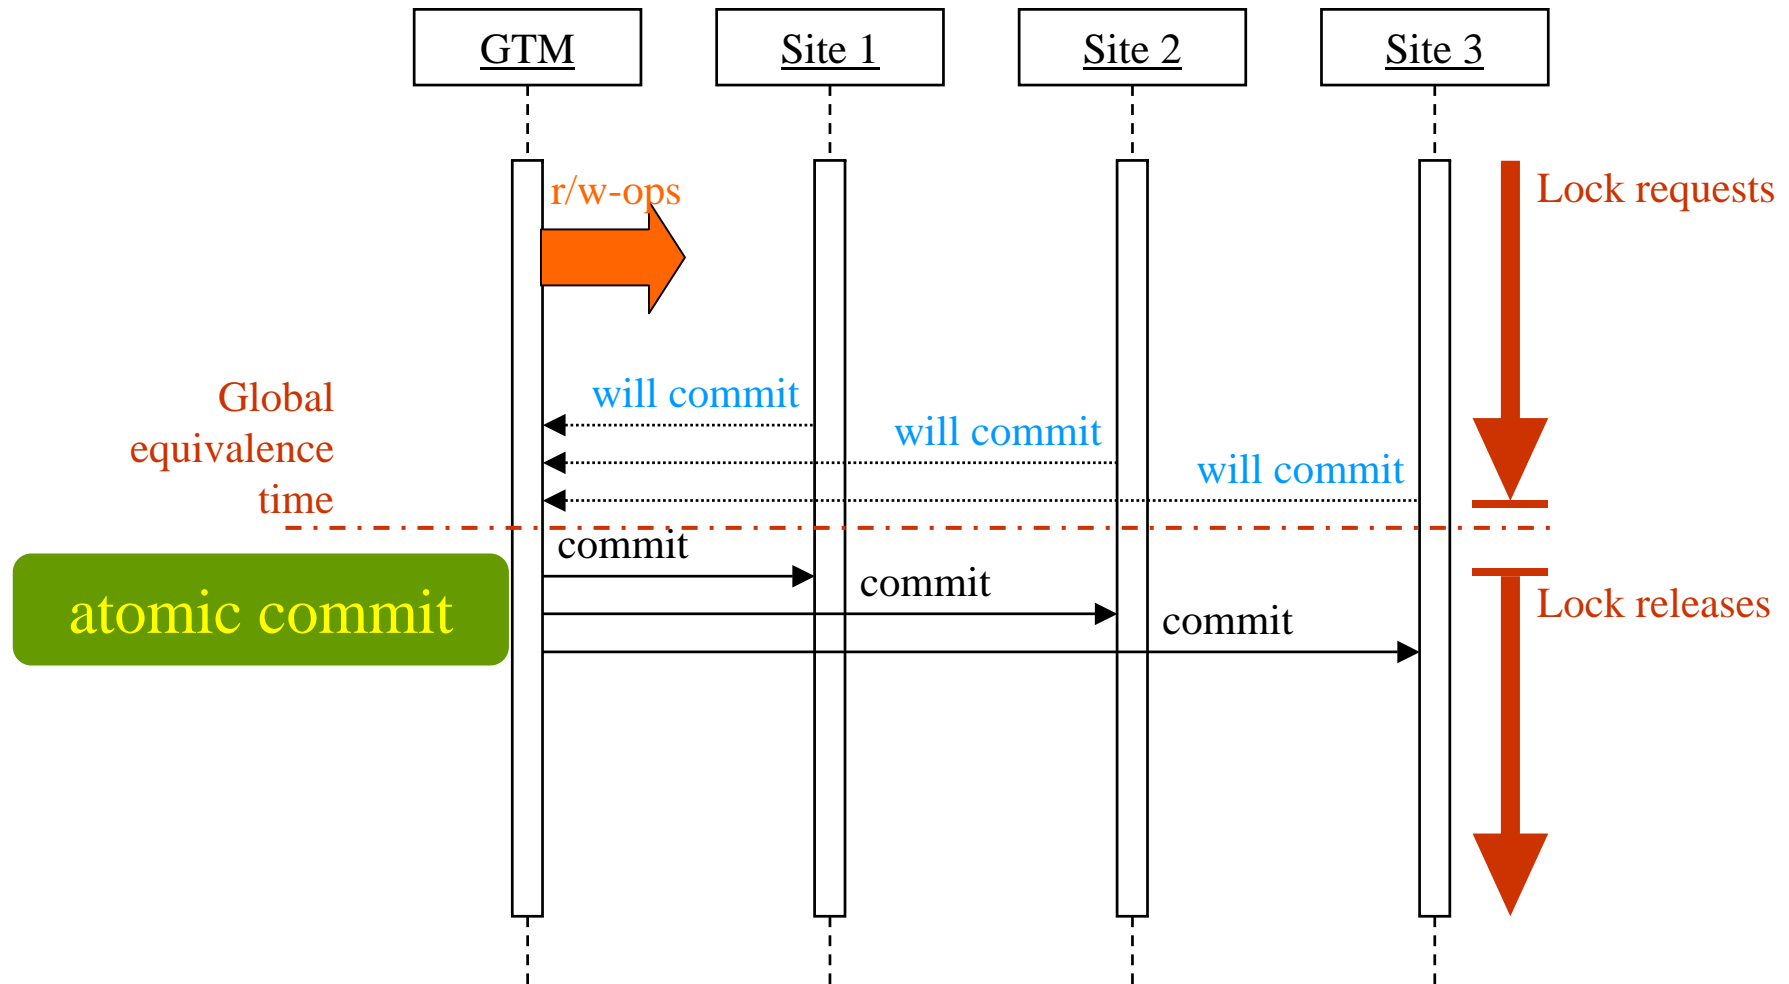 GTM
Site 1
Site 2
Site 3
r/w-ops
Lock requests
Global
equivalence
time
will commit
will commit
will commit
commit
commit
commit
atomic commit
Lock releases